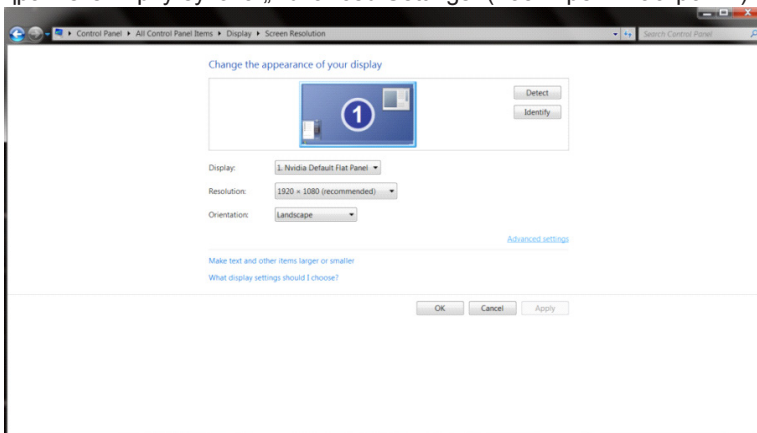 Control Panel ▸ All Control Panel Items ▸ Display ▸ Screen Resolution
Search Control Panel
Change the appearance of your display
1
Detect
Identify
Display: 1. Nvidia Default Flat Panel
Resolution: 1920 × 1080 (recommended)
Orientation: Landscape
Advanced settings
Make text and other items larger or smaller
What display settings should I choose?
OK Cancel Apply